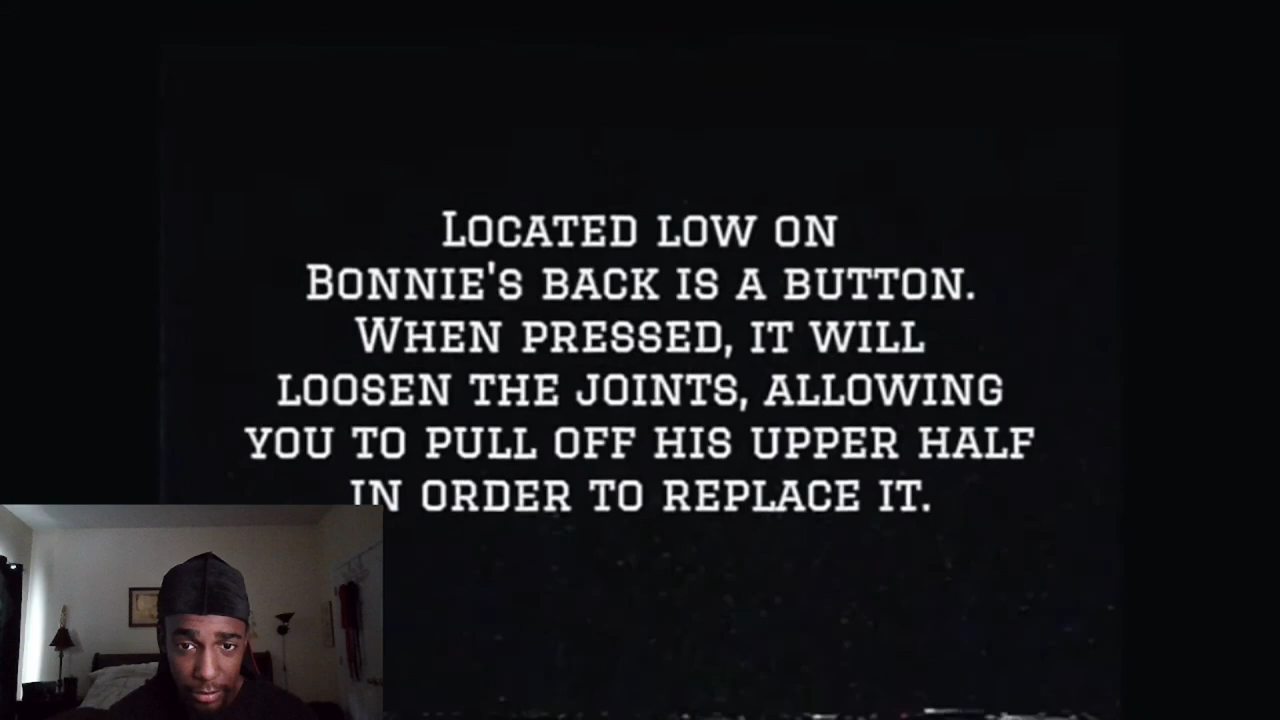 Located low on
Bonnie's back is a button.
When pressed, it will
loosen the joints, allowing
you to pull off his upper half
in order to replace it.